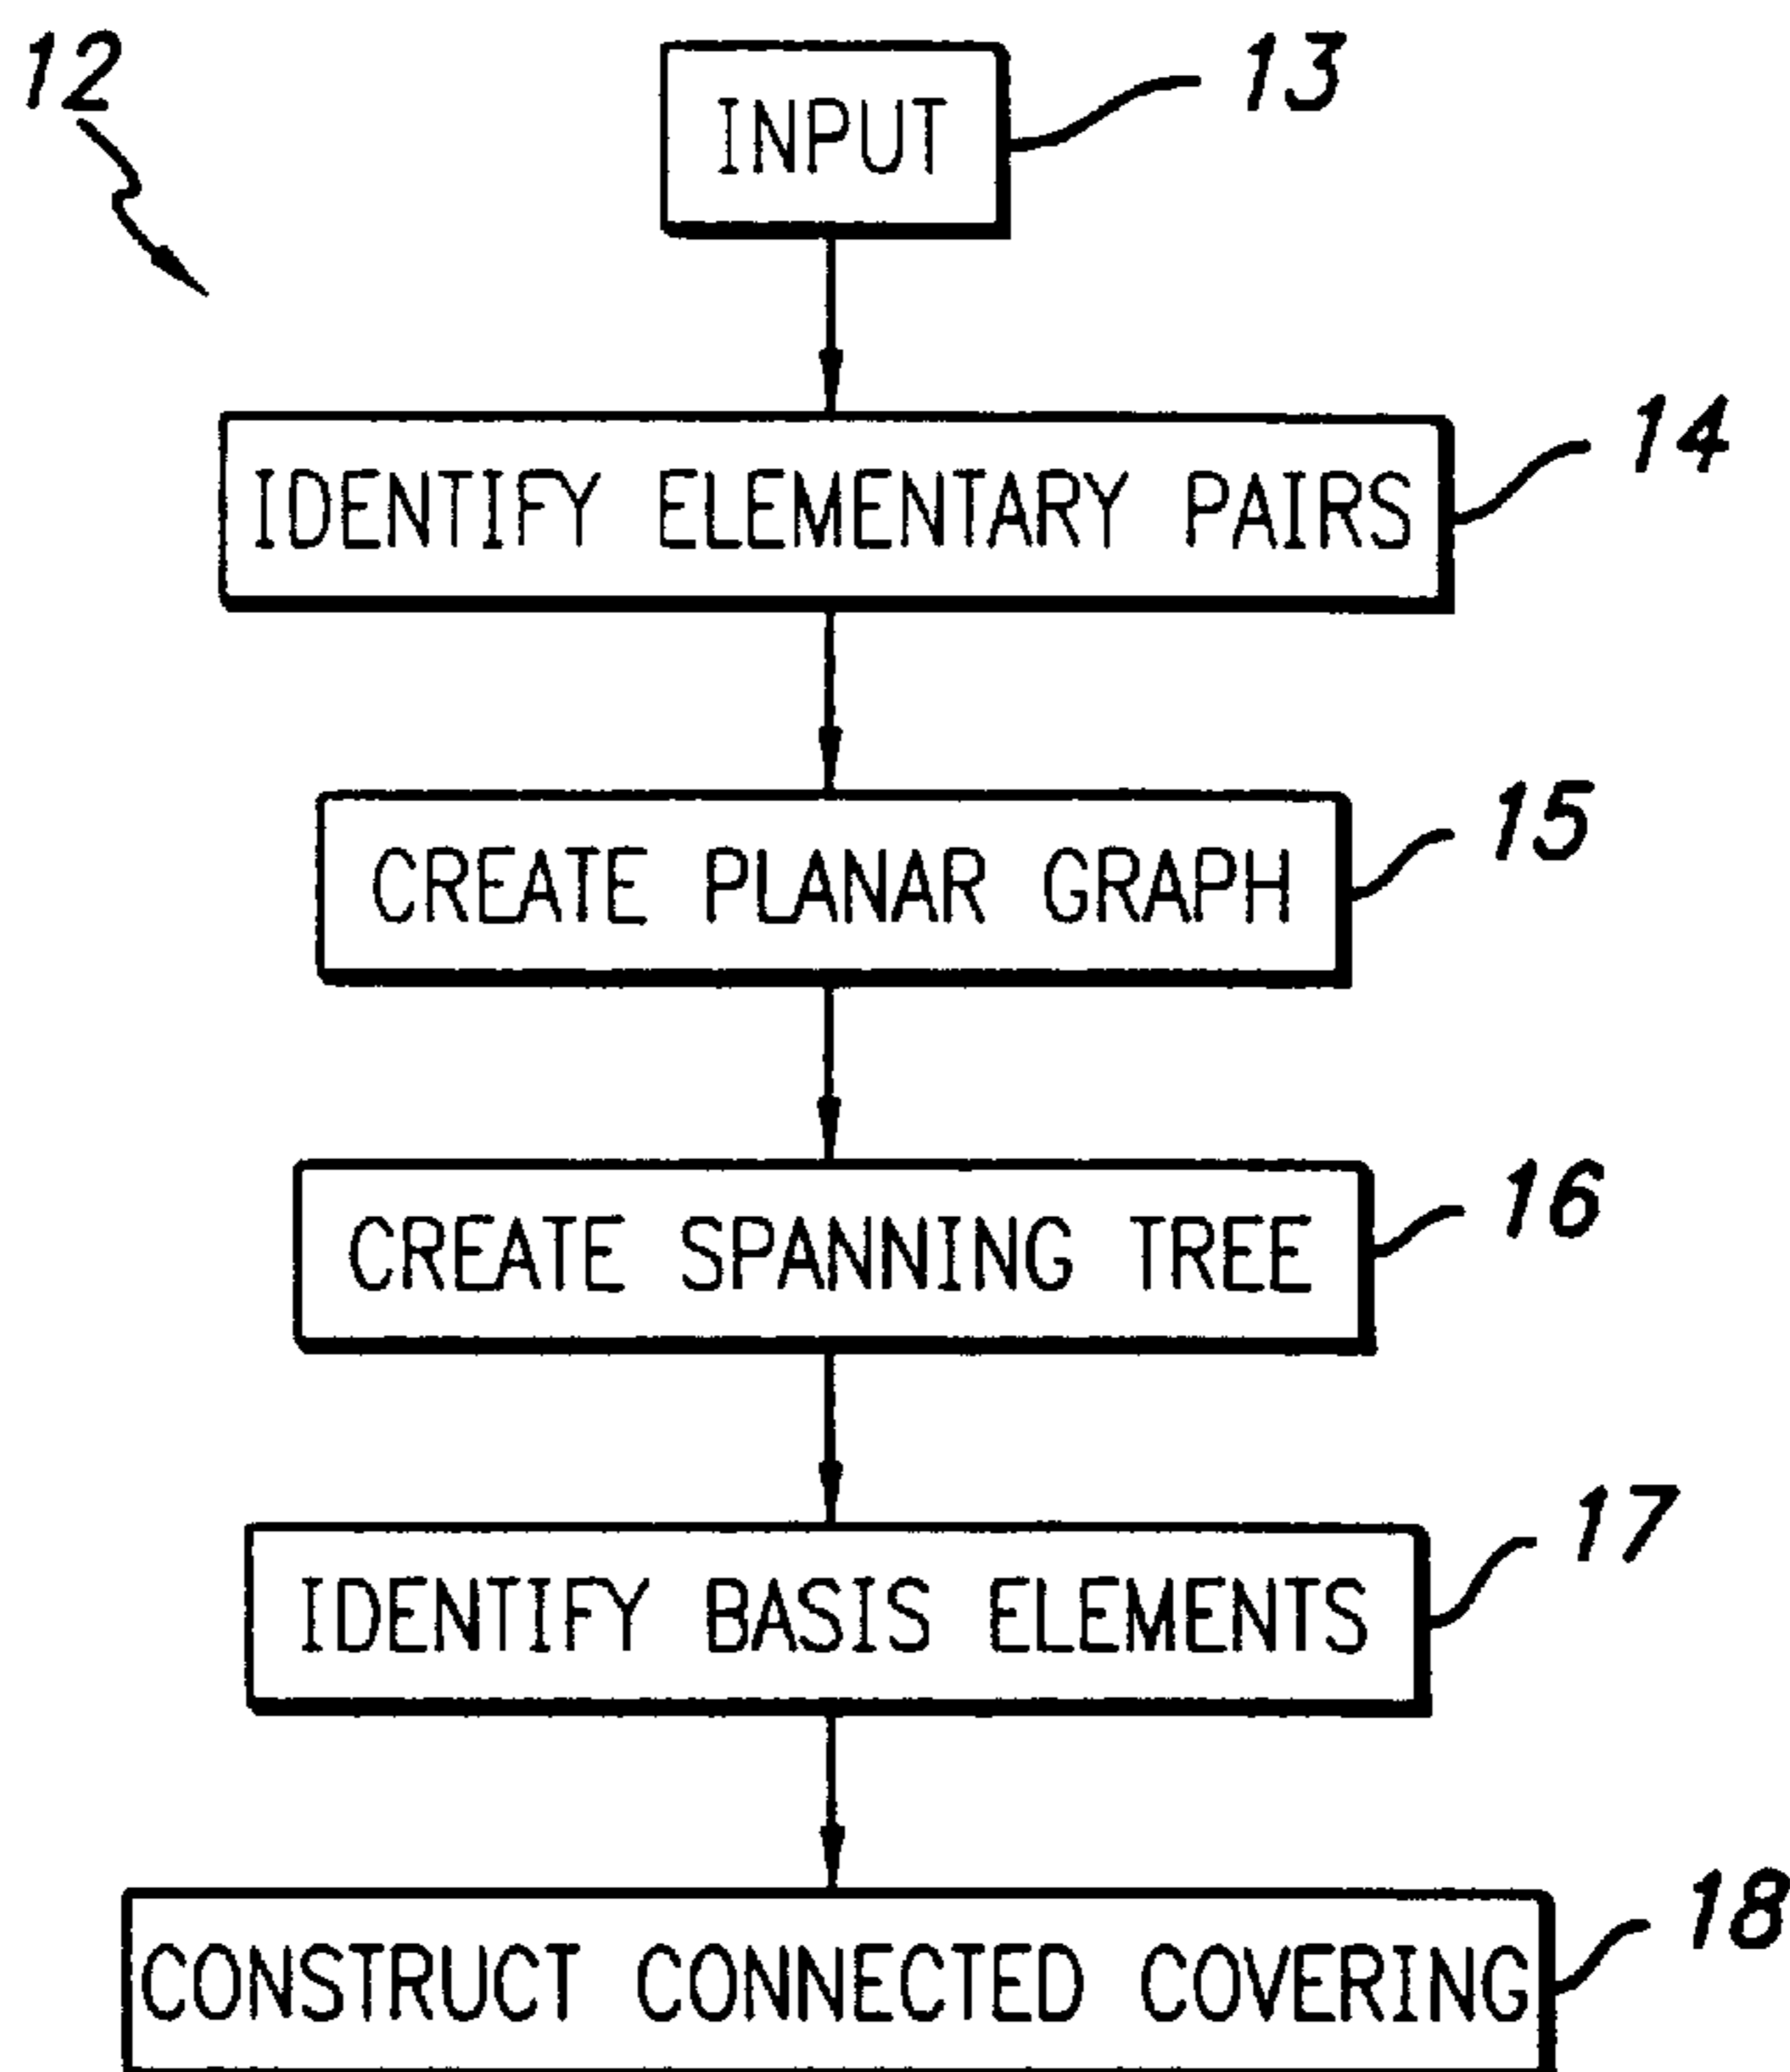 12
INPUT
13
IDENTIFY ELEMENTARY PAIRS
14
CREATE PLANAR GRAPH
15
CREATE SPANNING TREE
16
IDENTIFY BASIS ELEMENTS
17
CONSTRUCT CONNECTED COVERING
18